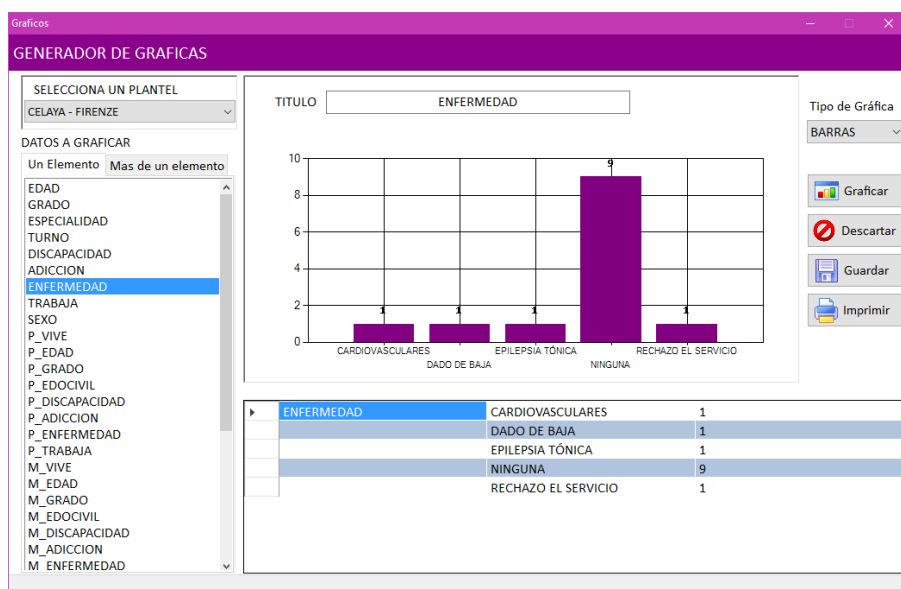 Graficos
GENERADOR DE GRAFICAS
SELECCIONA UN PLANTEL
CELAYA - FIRENZE
DATOS A GRAFICAR
Un Elemento Mas de un elemento
EDAD
GRADO
ESPECIALIDAD
TURNO
DISCAPACIDAD
ADICCION
ENFERMEDAD
TRABAJA
SEXO
P_VIVE
P_EDAD
P_GRADO
P_EDOCIVIL
P_DISCAPACIDAD
P_ADICCION
P_ENFERMEDAD
P_TRABAJA
M_VIVE
M_EDAD
M_GRADO
M_EDOCIVIL
M_DISCAPACIDAD
M_ADICCION
M_ENFERMEDAD
TITULO ENFERMEDAD
10
9
8
6
4
2
1 1 1 1
0
CARDIOVASCULARES EPILEPSÍA TÓNICA RECHAZO EL SERVICIO
DADO DE BAJA NINGUNA
ENFERMEDAD CARDIOVASCULARES 1
DADO DE BAJA 1
EPILEPSIA TÓNICA 1
NINGUNA 9
RECHAZO EL SERVICIO 1
Tipo de Gráfica
BARRAS
Graficar
Descartar
Guardar
Imprimir